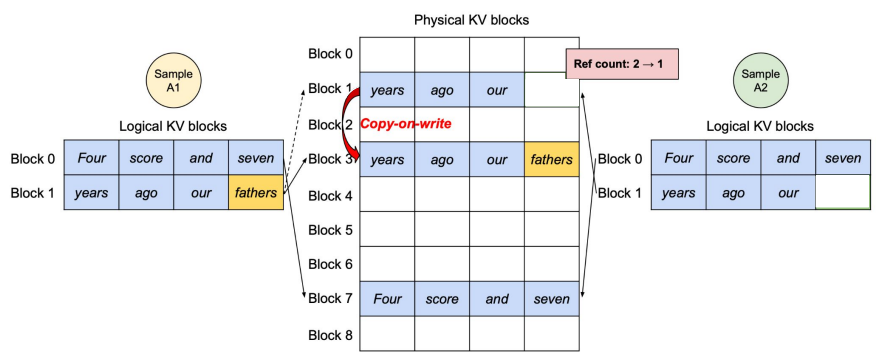 Physical KV blocks
Sample
A1
Logical KV blocks
Block 0 Four score and seven
Block 1 years ago our fathers
Block 0
Block 1 years ago our
Block 2 Copy-on-write
Block 3 years ago our fathers
Block 4
Block 5
Block 6
Block 7 Four score and seven
Block 8
Ref count: 2 → 1
Sample
A2
Logical KV blocks
Block 0 Four score and seven
Block 1 years ago our